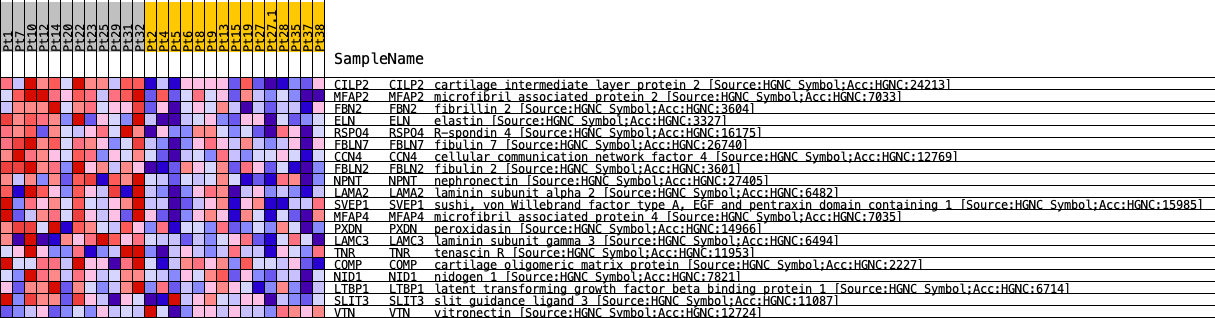 Pt1 Pt7 Pt10 Pt12 Pt14 Pt20 Pt22 Pt23 Pt25 Pt29 Pt31 Pt32 Pt2 Pt4 Pt5 Pt6 Pt8 Pt9 Pt13 Pt15 Pt19 Pt27 Pt27.1 Pt28 Pt35 Pt37 Pt38
SampleName
CILP2 CILP2 cartilage intermediate layer protein 2 [Source:HGNC Symbol;Acc:HGNC:24213]
MFAP2 MFAP2 microfibril associated protein 2 [Source:HGNC Symbol;Acc:HGNC:7033]
FBN2 FBN2 fibrillin 2 [Source:HGNC Symbol;Acc:HGNC:3604]
ELN ELN elastin [Source:HGNC Symbol;Acc:HGNC:3327]
RSPO4 RSPO4 R-spondin 4 [Source:HGNC Symbol;Acc:HGNC:16175]
FBLN7 FBLN7 fibulin 7 [Source:HGNC Symbol;Acc:HGNC:26740]
CCN4 CCN4 cellular communication network factor 4 [Source:HGNC Symbol;Acc:HGNC:12769]
FBLN2 FBLN2 fibulin 2 [Source:HGNC Symbol;Acc:HGNC:3601]
NPNT NPNT nephronectin [Source:HGNC Symbol;Acc:HGNC:27405]
LAMA2 LAMA2 laminin subunit alpha 2 [Source:HGNC Symbol;Acc:HGNC:6482]
SVEP1 SVEP1 sushi, von Willebrand factor type A, EGF and pentraxin domain containing 1 [Source:HGNC Symbol;Acc:HGNC:15985]
MFAP4 MFAP4 microfibril associated protein 4 [Source:HGNC Symbol;Acc:HGNC:7035]
PXDN PXDN peroxidasin [Source:HGNC Symbol;Acc:HGNC:14966]
LAMC3 LAMC3 laminin subunit gamma 3 [Source:HGNC Symbol;Acc:HGNC:6494]
TNR TNR tenascin R [Source:HGNC Symbol;Acc:HGNC:11953]
COMP COMP cartilage oligomeric matrix protein [Source:HGNC Symbol;Acc:HGNC:2227]
NID1 NID1 nidogen 1 [Source:HGNC Symbol;Acc:HGNC:7821]
LTBP1 LTBP1 latent transforming growth factor beta binding protein 1 [Source:HGNC Symbol;Acc:HGNC:6714]
SLIT3 SLIT3 slit guidance ligand 3 [Source:HGNC Symbol;Acc:HGNC:11087]
VTN VTN vitronectin [Source:HGNC Symbol;Acc:HGNC:12724]